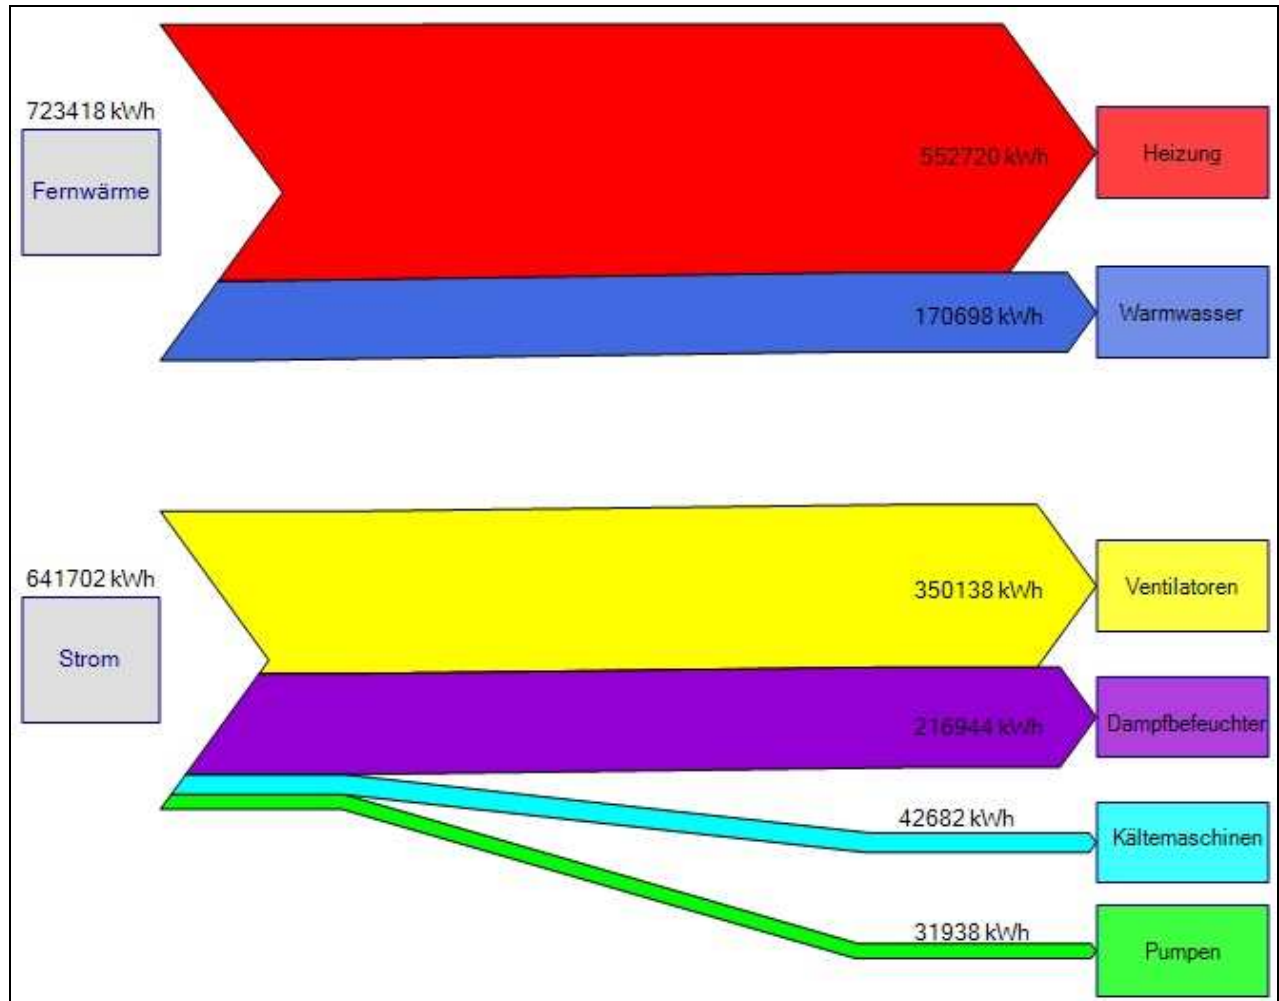 723418 kWh
Fernwärme
552720 kWh
Heizung
170698 kWh
Warmwasser
641702 kWh
Strom
350138 kWh
Ventilatoren
216944 kWh
Dampfbefeuchter
42682 kWh
Kältemaschinen
31938 kWh
Pumpen